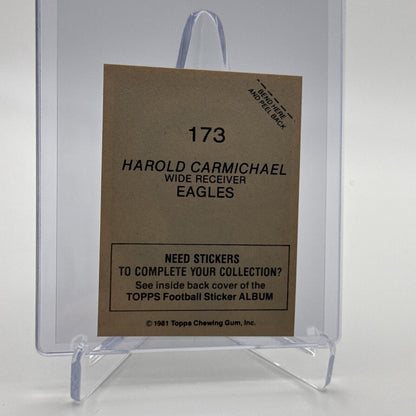 BEND HERE
AND PEEL BACK
173
HAROLD CARMICHAEL
WIDE RECEIVER
EAGLES
NEED STICKERS
TO COMPLETE YOUR COLLECTION?
See inside back cover of the
TOPPS Football Sticker ALBUM
© 1981 Topps Chewing Gum, Inc.